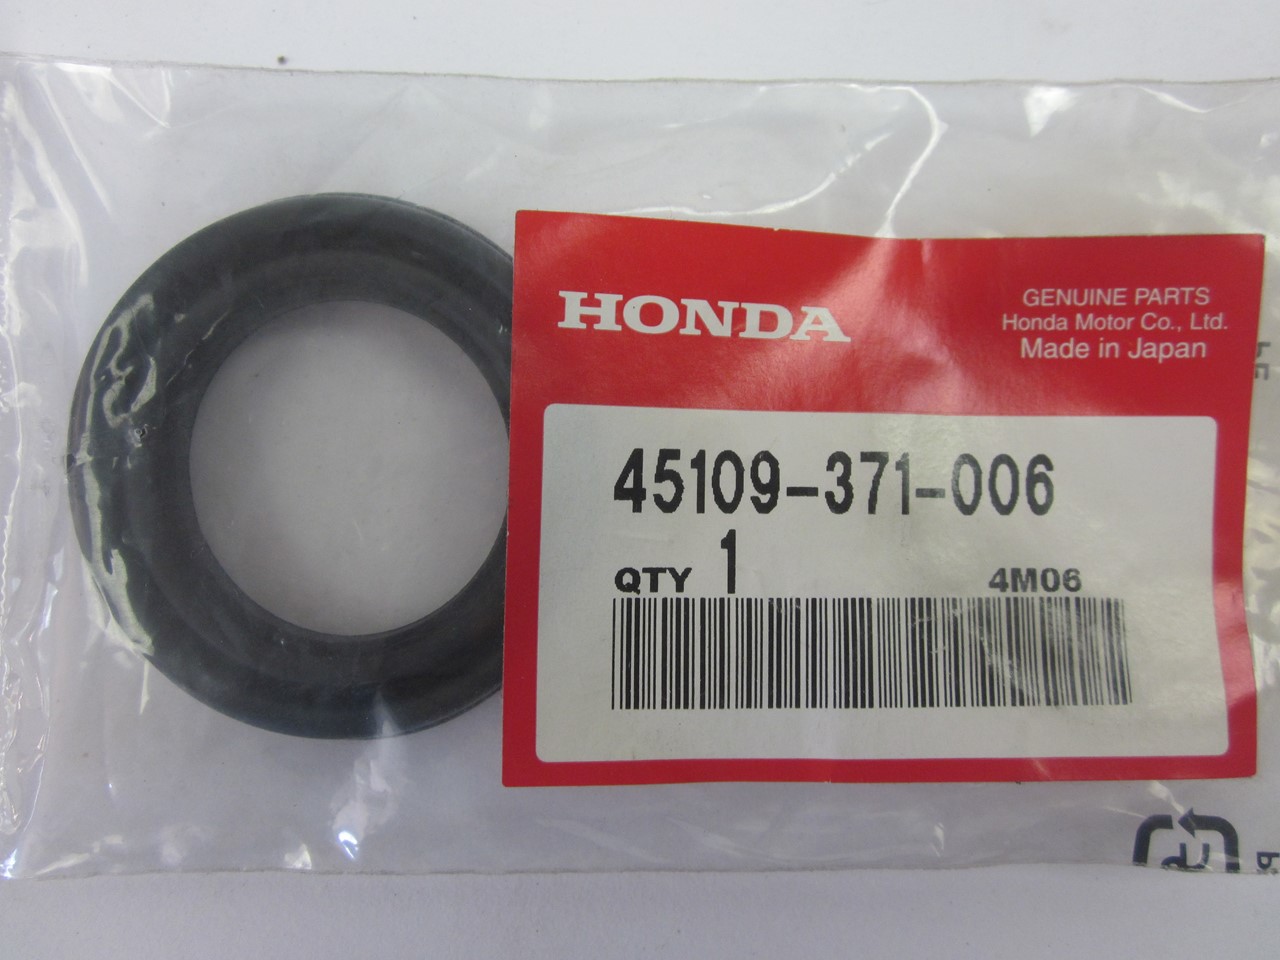 HONDA
GENUINE PARTS
Honda Motor Co., Ltd.
Made in Japan
45109-371-006
QTY 1
4M06